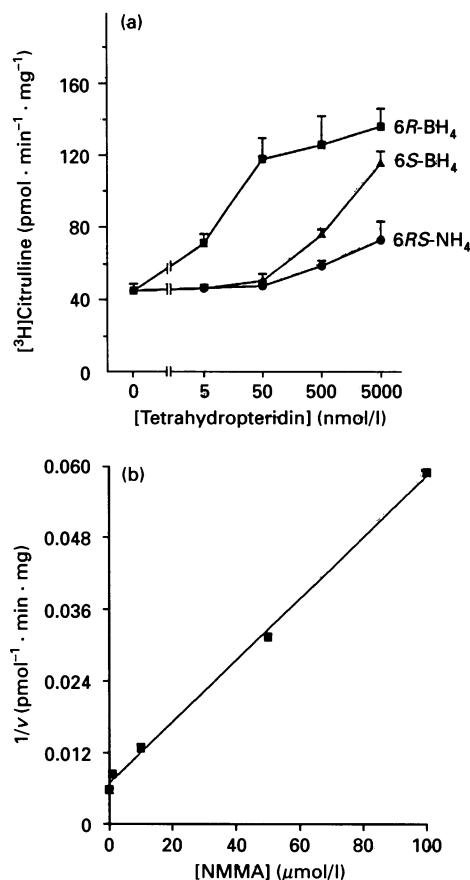 (a)
[³H]Citrulline (pmol · min⁻¹ · mg⁻¹)
160
120
80
40
0
6R-BH₄
6S-BH₄
6RS-NH₄
0 5 50 500 5000
[Tetrahydropteridin] (nmol/l)
(b)
1/v (pmol⁻¹ · min · mg)
0.060
0.048
0.036
0.024
0.012
0
0 20 40 60 80 100
[NMMA] (μmol/l)